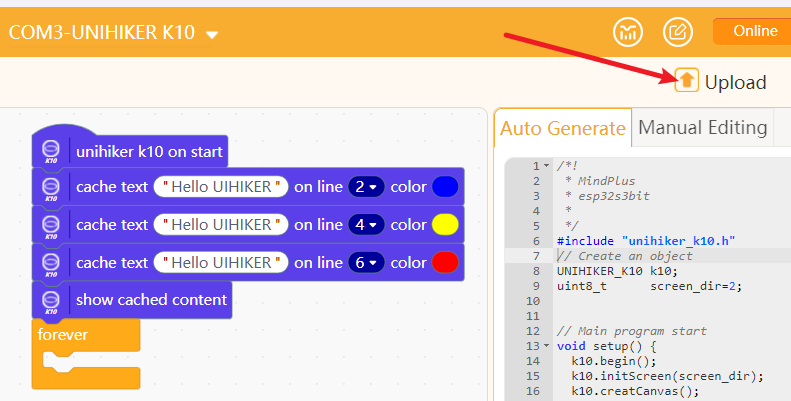 COM3-UNIHIKER K10
Online
Upload
Auto Generate
Manual Editing
K10 unihiker k10 on start
K10 cache text "Hello UIHIKER" on line 2 color
K10 cache text "Hello UIHIKER" on line 4 color
K10 cache text "Hello UIHIKER" on line 6 color
K10 show cached content
forever
1 /*!
2 * MindPlus
3 * esp32s3bit
4 *
5 */
6 #include "unihiker_k10.h"
7 // Create an object
8 UNIHIKER_K10 k10;
9 uint8_t screen_dir=2;
10
11
12 // Main program start
13 void setup() {
14 k10.begin();
15 k10.initScreen(screen_dir);
16 k10.creatCanvas();